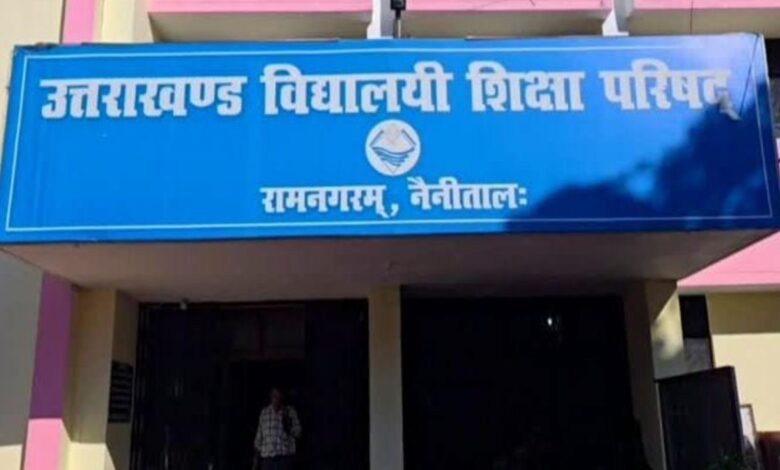 उत्तराखण्ड विद्यालयी शिक्षा परिषद्
रामनगरम्, नैनीतालः